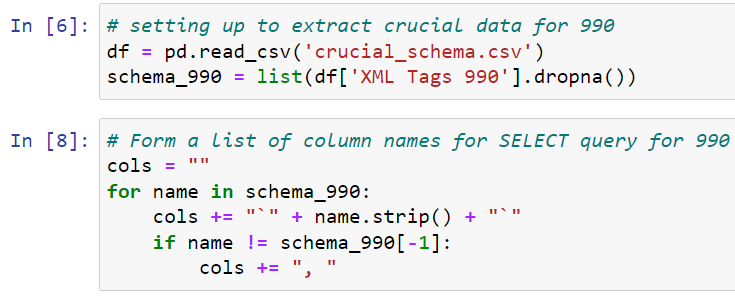 In [6]: # setting up to extract crucial data for 990
df = pd.read_csv('crucial_schema.csv')
schema_990 = list(df['XML Tags 990'].dropna())
In [8]: # Form a list of column names for SELECT query for 990
cols = ""
for name in schema_990:
    cols += "`" + name.strip() + "`"
    if name != schema_990[-1]:
        cols += ", "